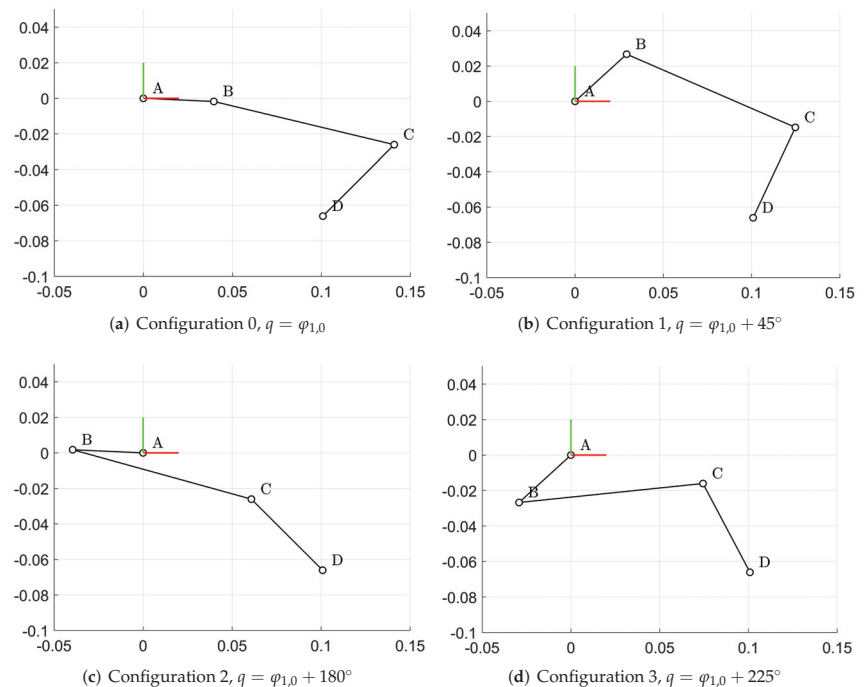 0.04
0.02
0
-0.02
-0.04
-0.06
-0.08
-0.1
-0.05 0 0.05 0.1 0.15
A
B
C
D
(a) Configuration 0, q = φ1,0
0.04
0.02
0
-0.02
-0.04
-0.06
-0.08
-0.1
-0.05 0 0.05 0.1 0.15
B
A
C
D
(b) Configuration 1, q = φ1,0 + 45°
0.04
0.02
0
-0.02
-0.04
-0.06
-0.08
-0.1
-0.05 0 0.05 0.1 0.15
B
A
C
D
(c) Configuration 2, q = φ1,0 + 180°
0.04
0.02
0
-0.02
-0.04
-0.06
-0.08
-0.1
-0.05 0 0.05 0.1 0.15
A
B
C
D
(d) Configuration 3, q = φ1,0 + 225°